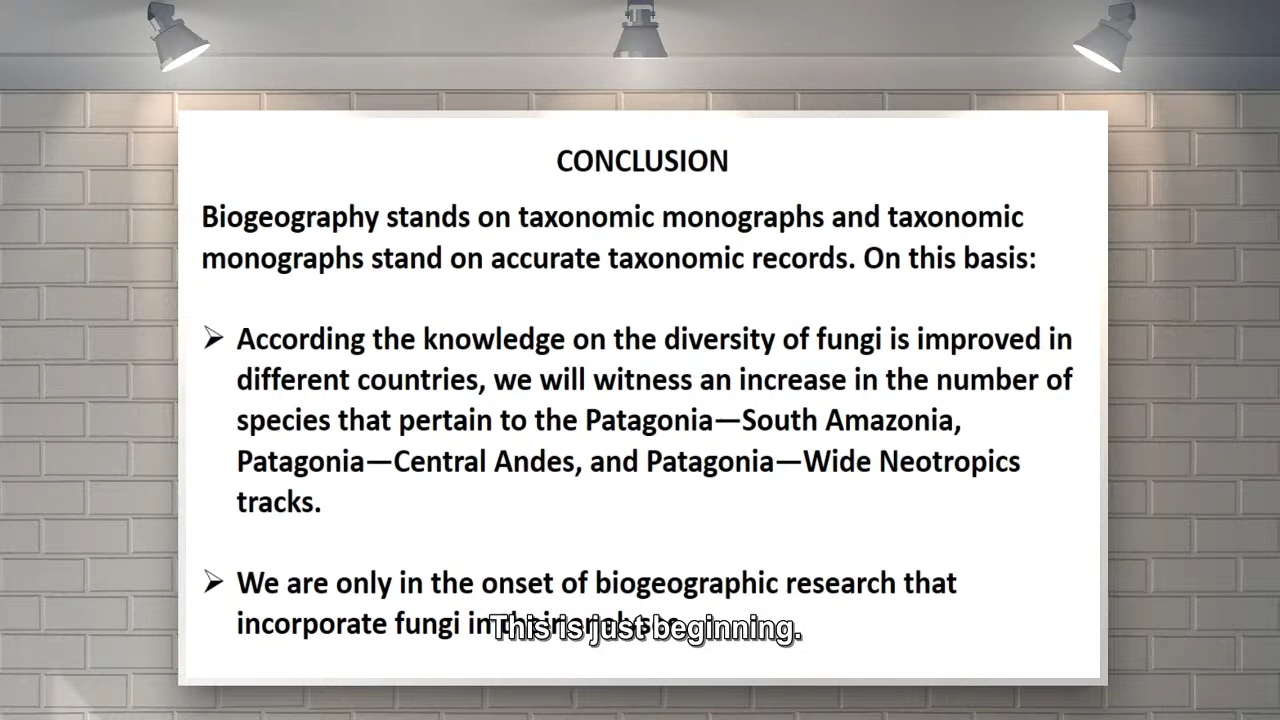 CONCLUSION
Biogeography stands on taxonomic monographs and taxonomic
monographs stand on accurate taxonomic records. On this basis:
According the knowledge on the diversity of fungi is improved in
different countries, we will witness an increase in the number of
species that pertain to the Patagonia—South Amazonia,
Patagonia—Central Andes, and Patagonia—Wide Neotropics
tracks.
We are only in the onset of biogeographic research that
incorporate fungi in
This is just beginning.